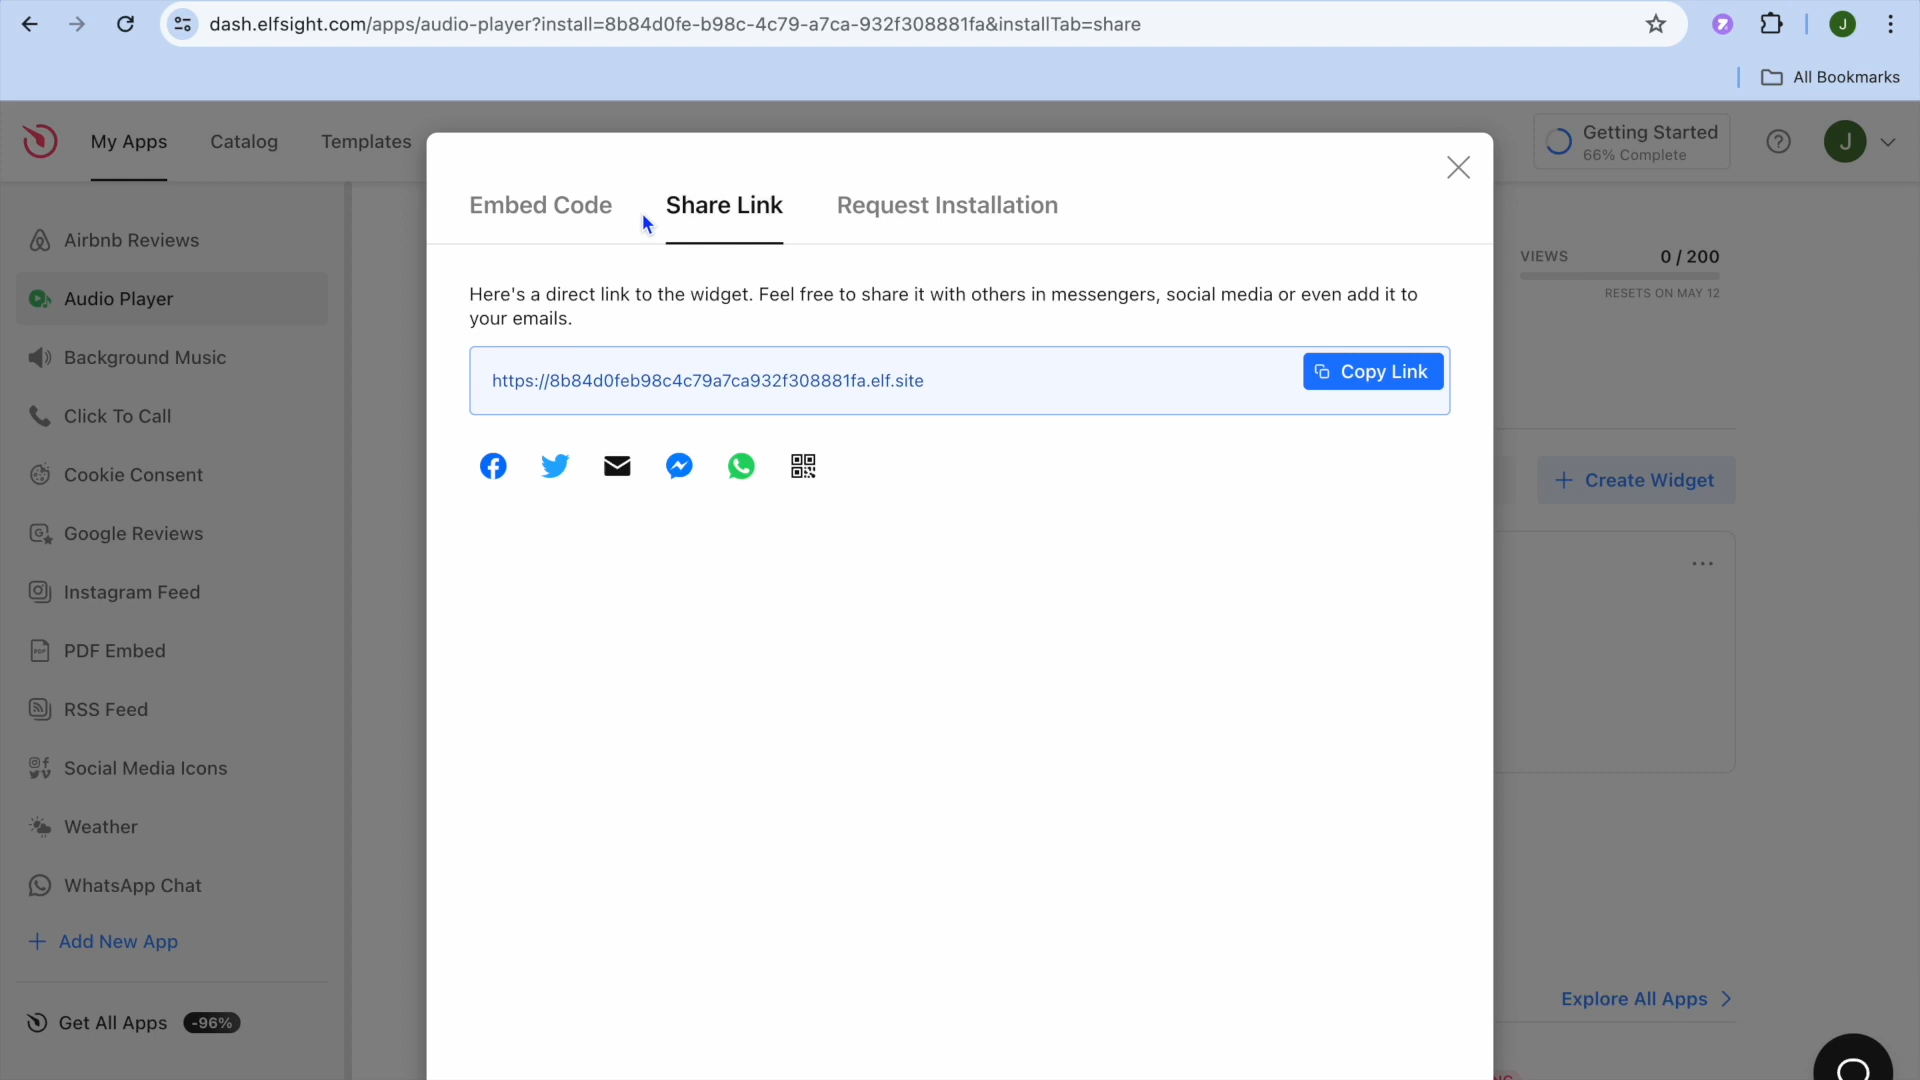 dash.elfsight.com/apps/audio-player?install=8b84d0fe-b98c-4c79-a7ca-932f308881fa&installTab=share
J
All Bookmarks
My Apps
Catalog
Templates
Getting Started
66% Complete
J
Embed Code
Share Link
Request Installation
Airbnb Reviews
Audio Player
Background Music
Click To Call
Cookie Consent
Google Reviews
Instagram Feed
PDF Embed
RSS Feed
Social Media Icons
Weather
WhatsApp Chat
+ Add New App
Get All Apps -96%
Here's a direct link to the widget. Feel free to share it with others in messengers, social media or even add it to
your emails.
https://8b84d0feb98c4c79a7ca932f308881fa.elf.site
Copy Link
VIEWS 0 / 200
RESETS ON MAY 12
+ Create Widget
Explore All Apps